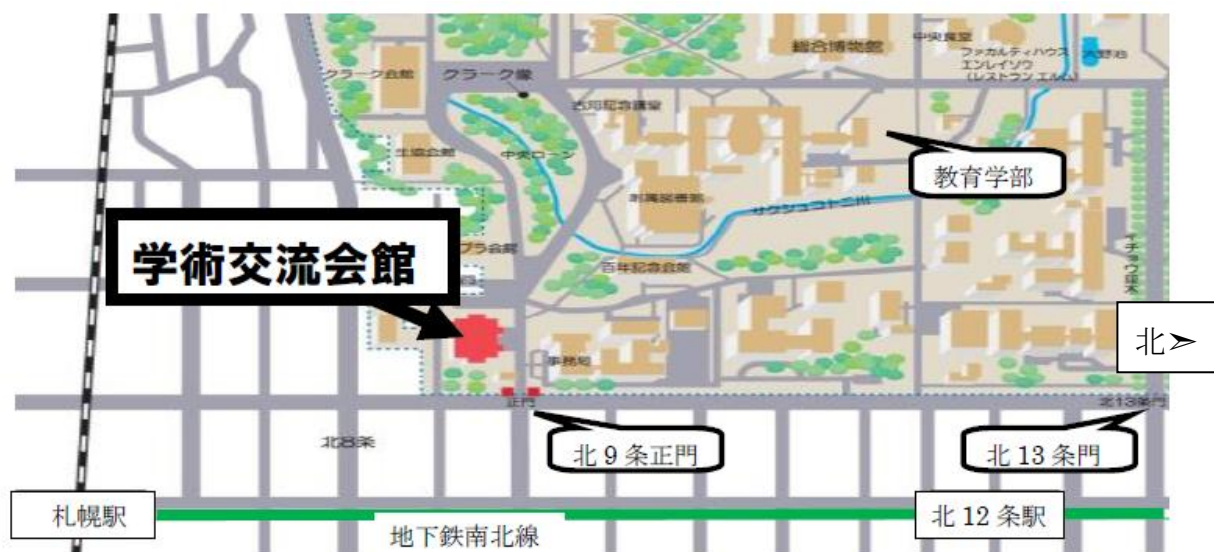 総合博物館
中央食堂
ファカルティハウス
エンレイソウ
(レストラン エルム)
大野池
クラーク会館
クラーク像
古河記念講堂
生協会館
中央ローン
教育学部
附属図書館
サクシュコトニ川
イチョウ並木
学術交流会館
プラ会館
百年記念会館
北➣
事務局
正門
北13条門
北8条
北 9 条正門
北 13 条門
札幌駅
地下鉄南北線
北 12 条駅